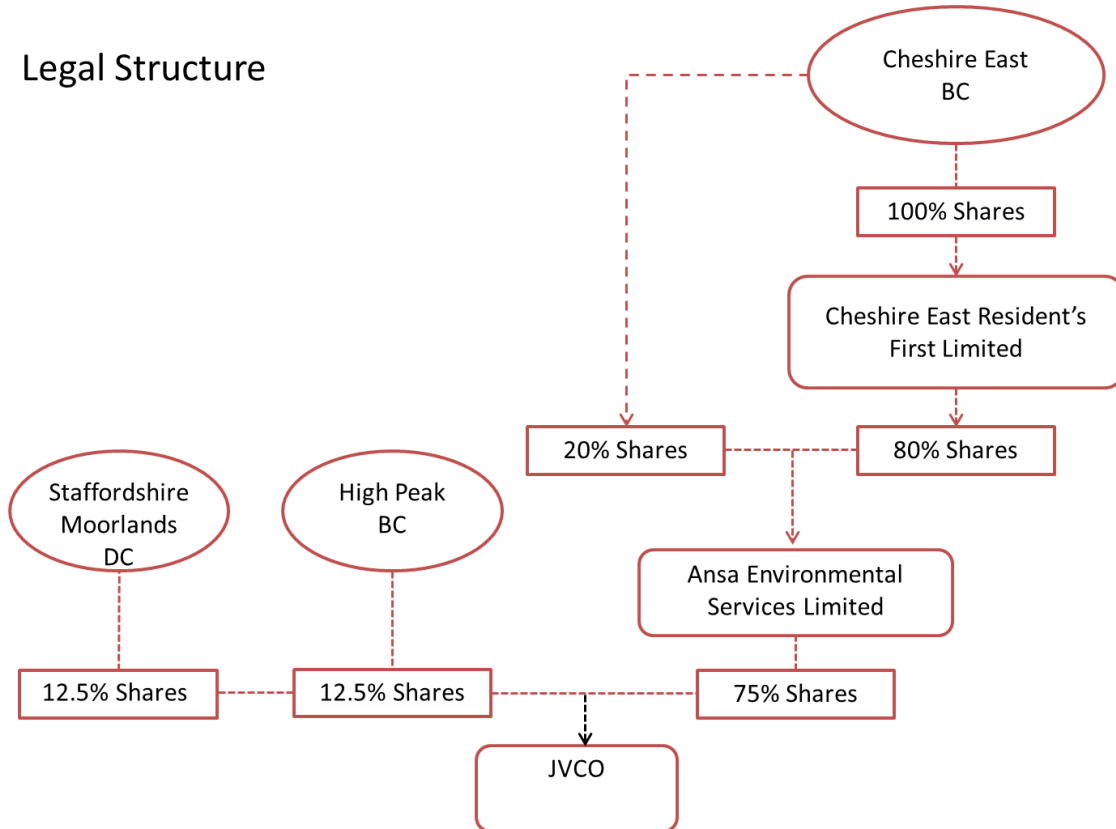 Legal Structure
Cheshire East
BC
100% Shares
Cheshire East Resident's
First Limited
20% Shares
80% Shares
Staffordshire
Moorlands
DC
High Peak
BC
Ansa Environmental
Services Limited
12.5% Shares
12.5% Shares
75% Shares
JVCO